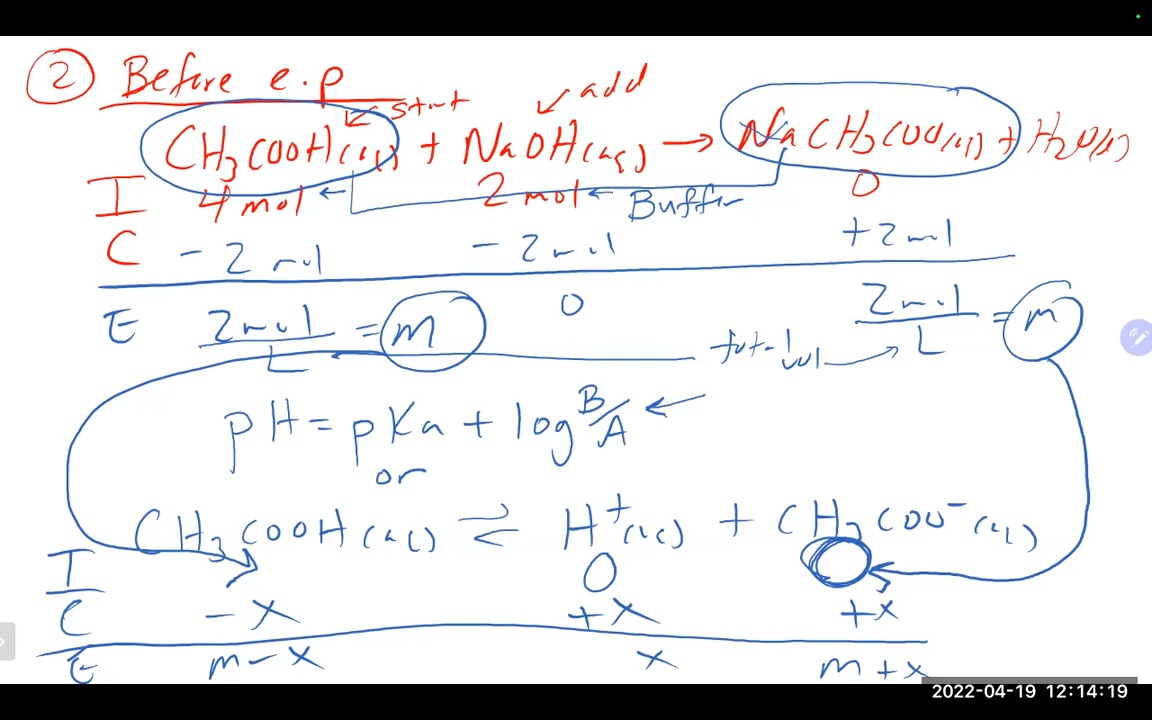 ② Before e.p
start add
CH3COOH(aq) + NaOH(aq) → NaCH3COO(aq) + H2O(l)
I 4 mol ← 2 mol ← Buffer 0
C - 2 mol - 2 mol + 2 mol
E 2 mol/L = m 0 2 mol/L = m
total vol
pH = pKa + log B/A ←
or
CH3COOH(aq) ⇌ H+(aq) + CH3COO-(aq)
I 0
C - x + x + x
E m - x x m + x
2022-04-19 12:14:19